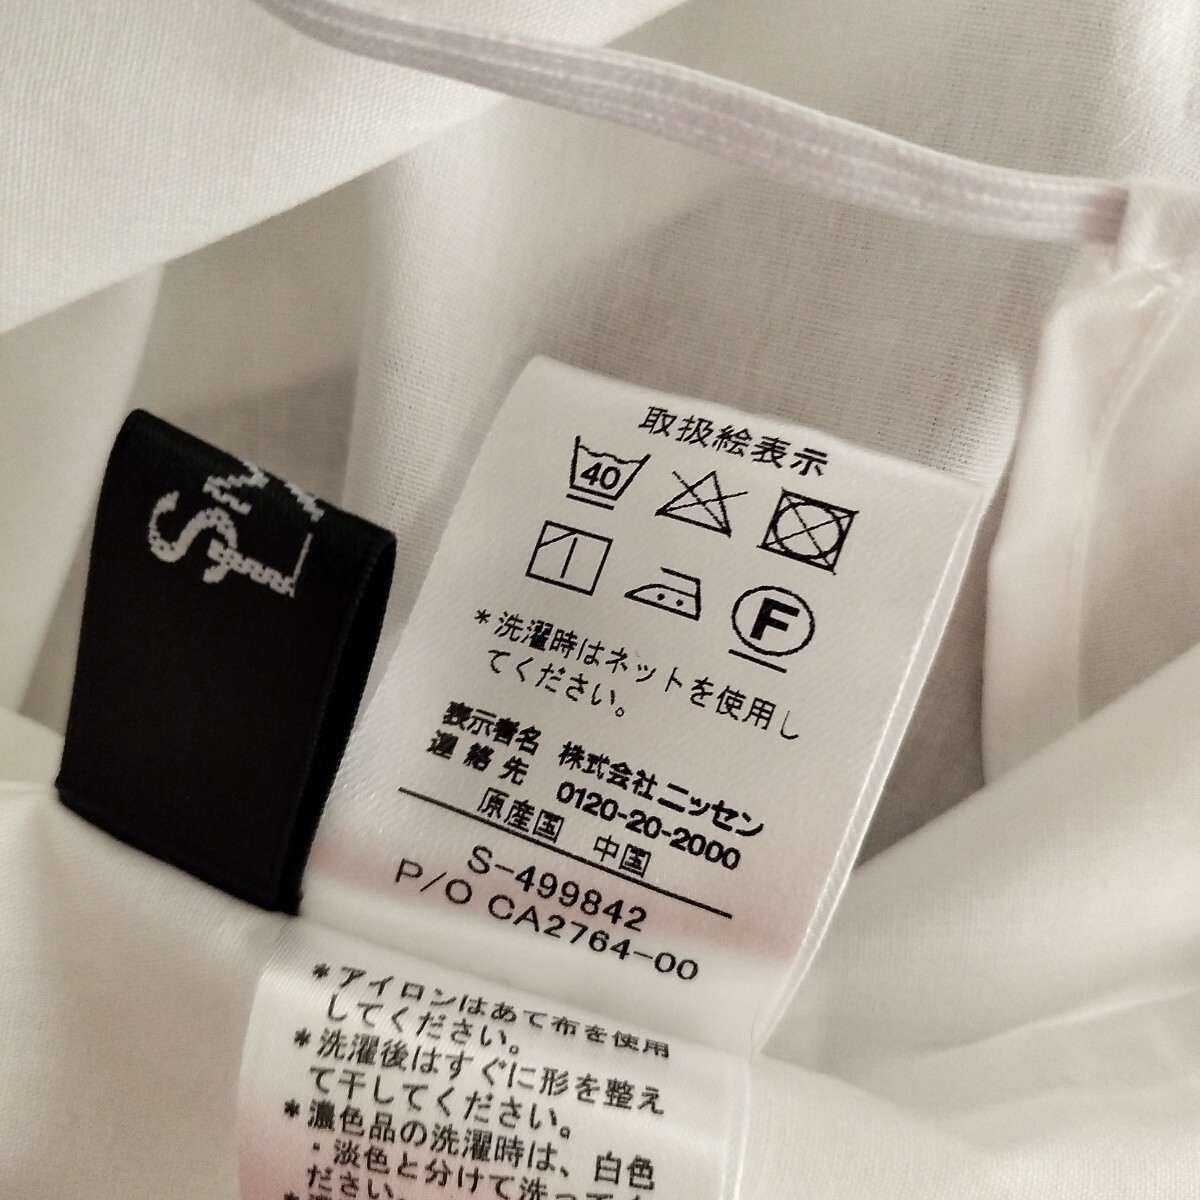 取扱絵表示
40
F
*洗濯時はネットを使用し
てください。
表示者名 株式会社ニッセン
連絡先 0120-20-2000
原産国 中国
S-499842
P/O CA2764-00
*アイロンはあて布を使用
してください。
*洗濯後はすぐに形を整え
て干してください。
*濃色品の洗濯時は、白色
・淡色と分けて洗って
ださい。